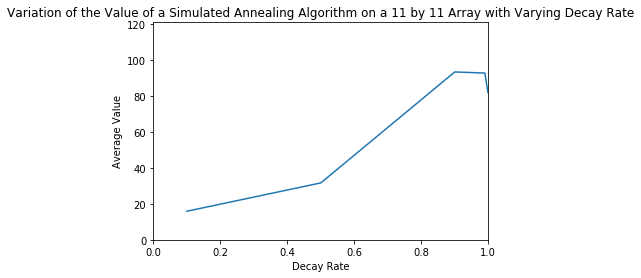 Variation of the Value of a Simulated Annealing Algorithm on a 11 by 11 Array with Varying Decay Rate
120
100
80
60
40
20
0
Average Value
0.0 0.2 0.4 0.6 0.8 1.0
Decay Rate